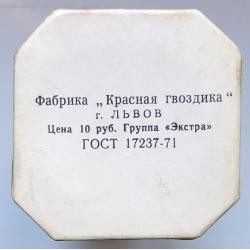 Фабрика „Красная гвоздика“
г. ЛЬВОВ
Цена 10 руб. Группа «Экстра»
ГОСТ 17237-71